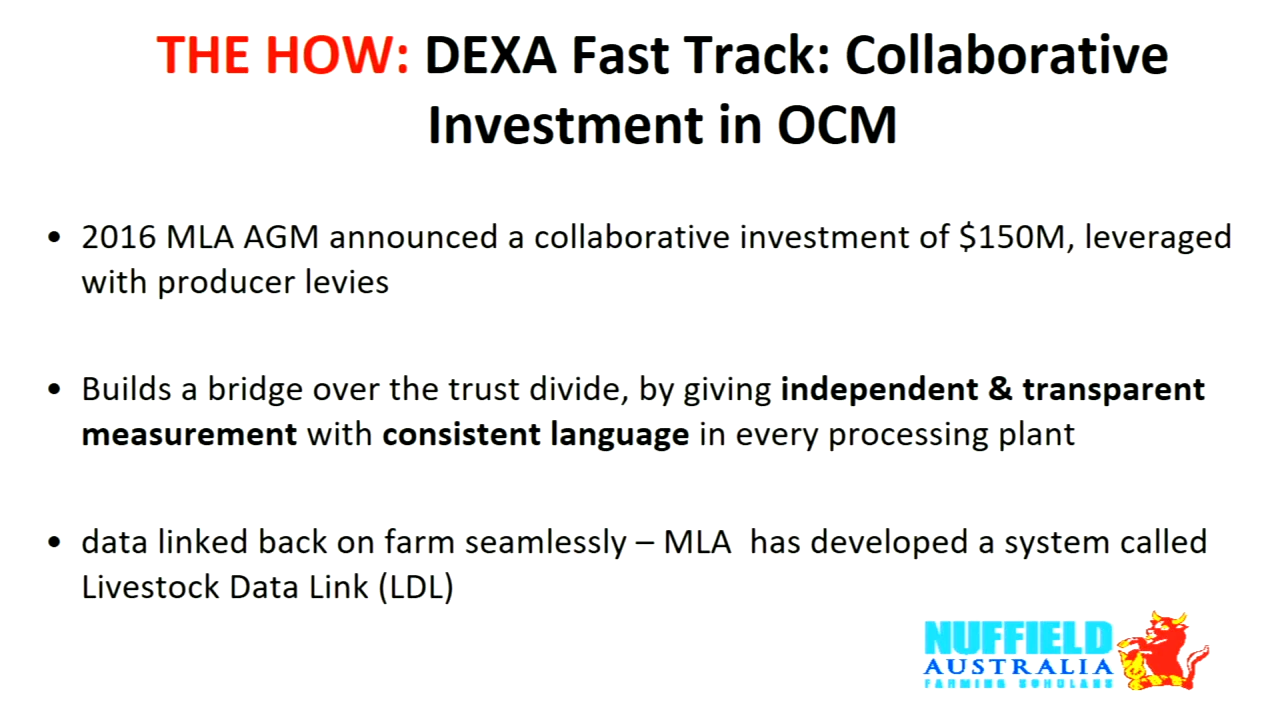 THE HOW: DEXA Fast Track: Collaborative
Investment in OCM
• 2016 MLA AGM announced a collaborative investment of $150M, leveraged
with producer levies
• Builds a bridge over the trust divide, by giving independent & transparent
measurement with consistent language in every processing plant
• data linked back on farm seamlessly – MLA  has developed a system called
Livestock Data Link (LDL)
NUFFIELD
AUSTRALIA
FARMING SCHOLARS